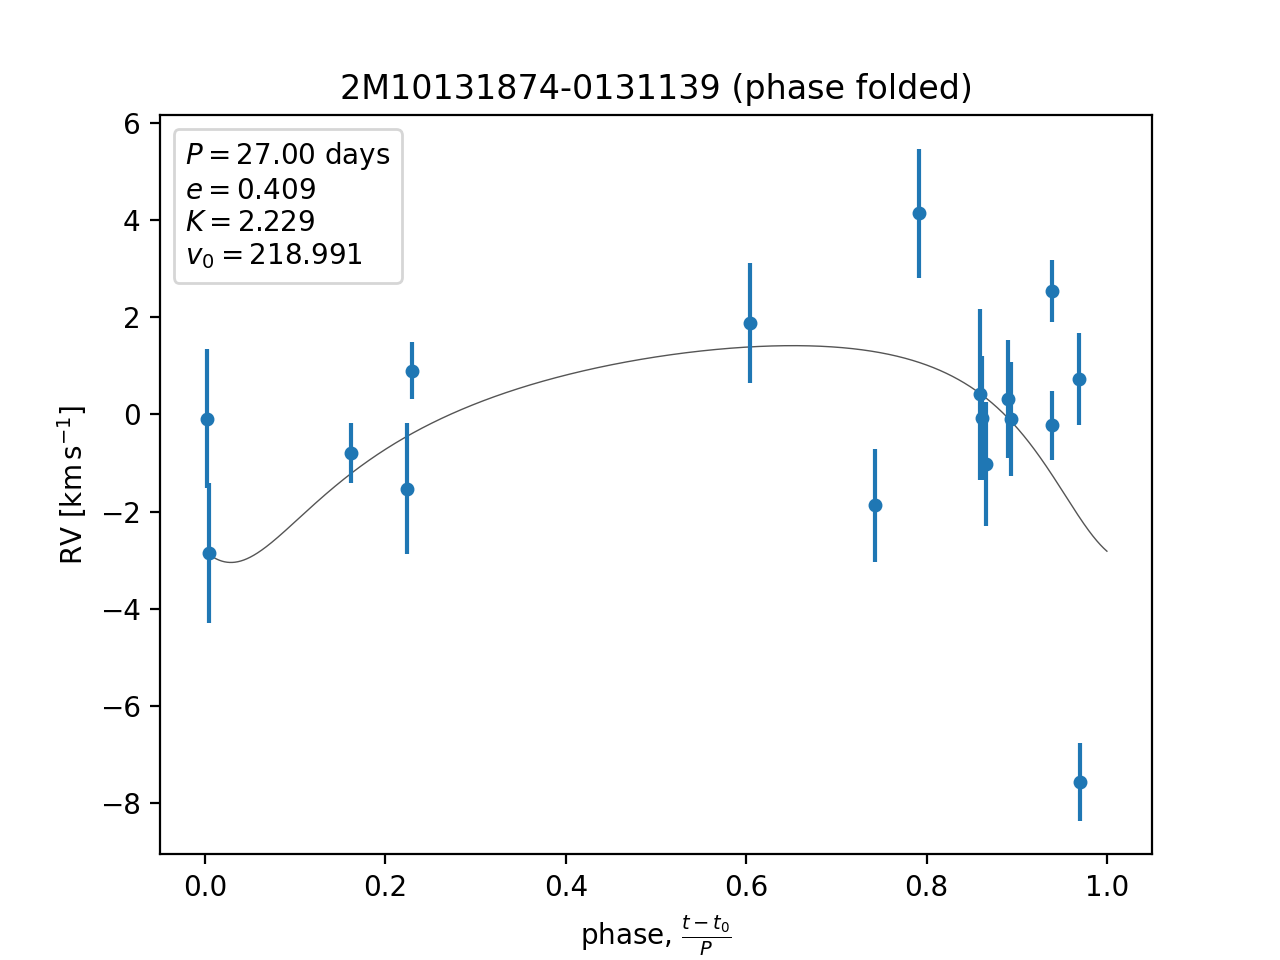 2M10131874-0131139 (phase folded)
P = 27.00 days
e = 0.409
K = 2.229
v₀ = 218.991
6
4
2
0
−2
−4
−6
−8
RV [km s⁻¹]
0.0 0.2 0.4 0.6 0.8 1.0
phase, (t − t₀)/P